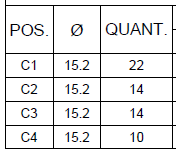 POS. Ø QUANT.
C1 15.2 22
C2 15.2 14
C3 15.2 14
C4 15.2 10